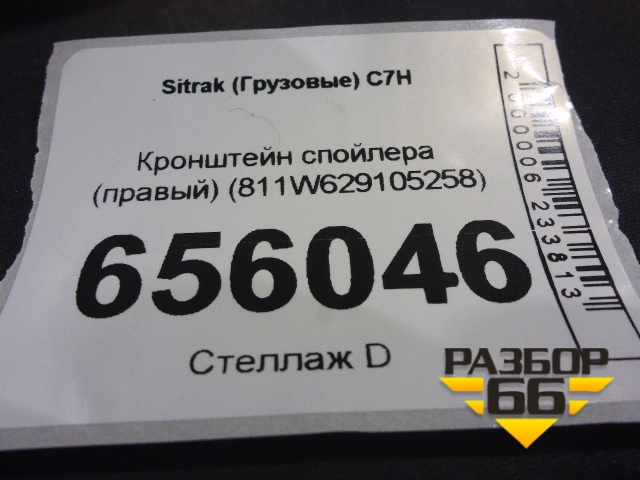 Sitrak (Грузовые) C7H
Кронштейн спойлера
(правый) (811W629105258)
656046
Стеллаж D
2000006233813
РАЗБОР
66